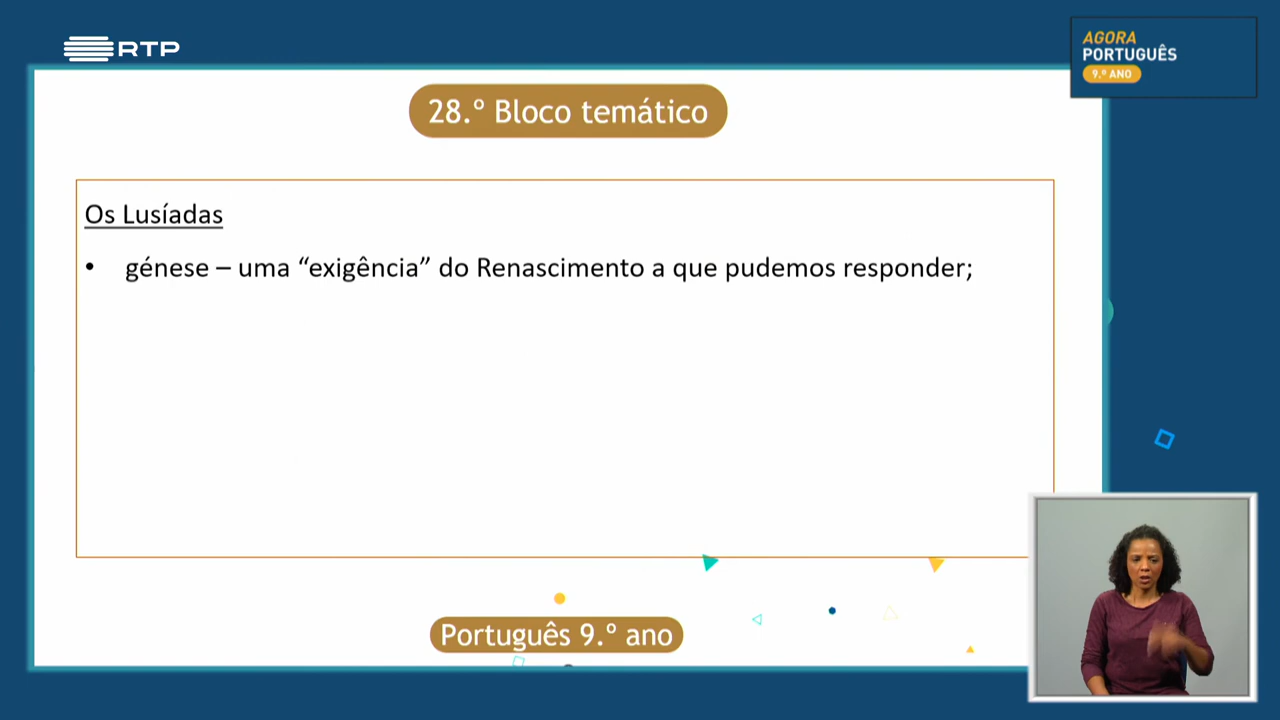 RTP
AGORA
PORTUGUÊS
9.º ANO
28.º Bloco temático
Os Lusíadas
• génese – uma “exigência” do Renascimento a que pudemos responder;
Português 9.º ano